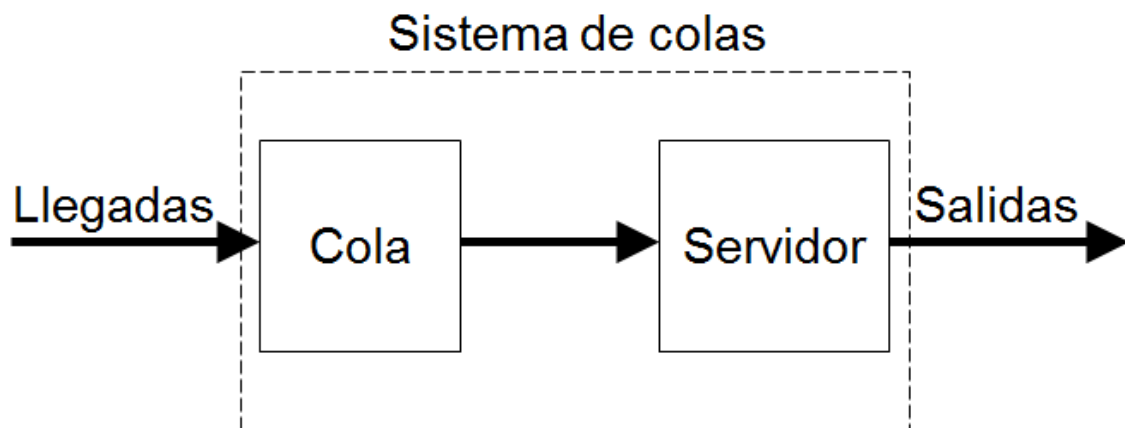 Sistema de colas
Llegadas
Cola
Servidor
Salidas